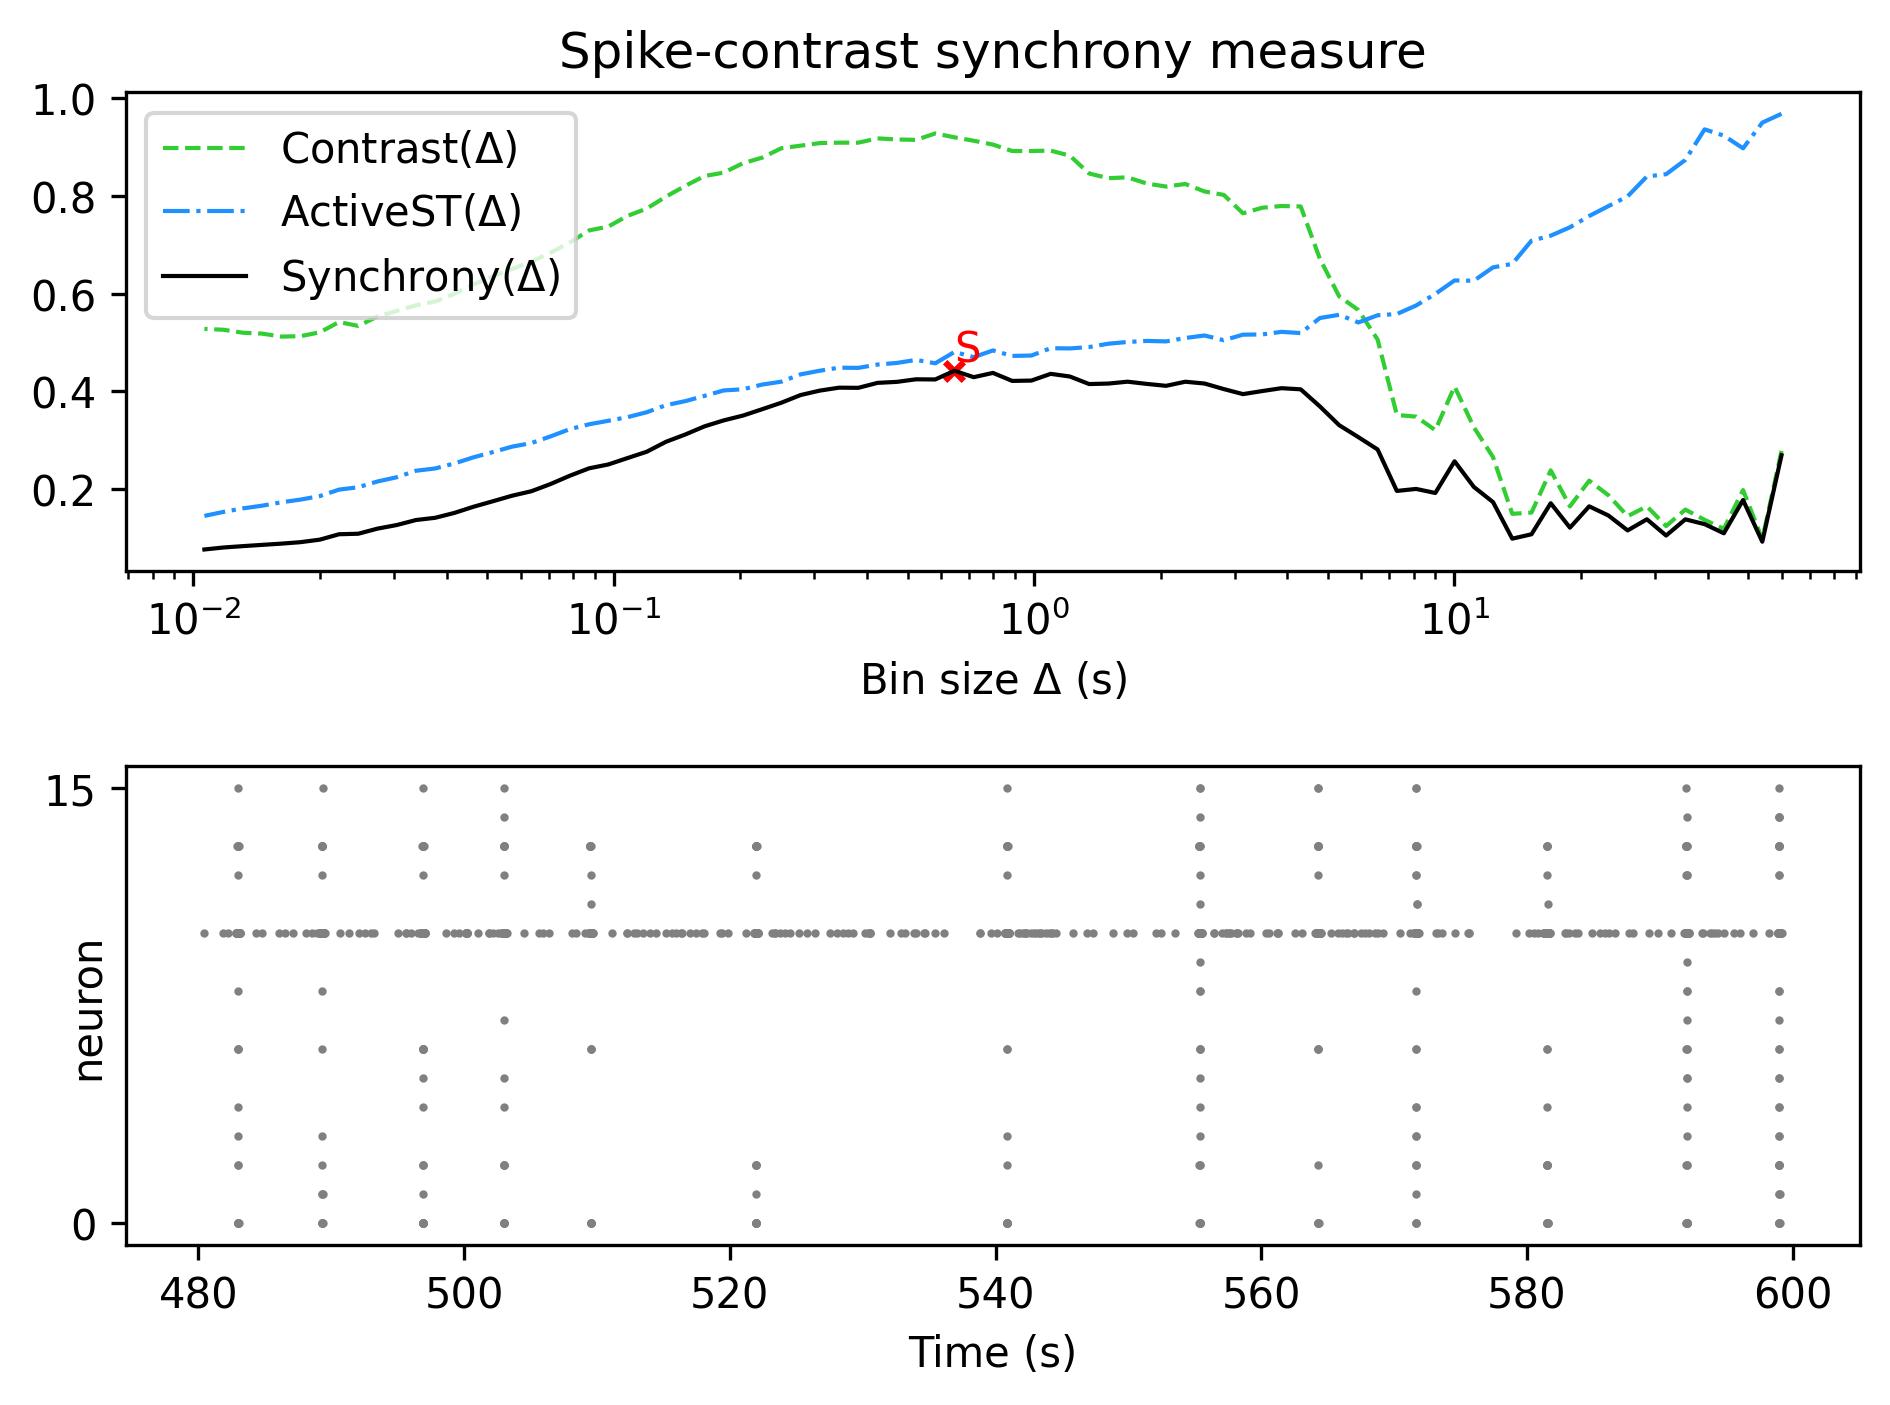 Spike-contrast synchrony measure
1.0
0.8
0.6
0.4
0.2
Contrast(Δ)
ActiveST(Δ)
Synchrony(Δ)
S
10⁻² 10⁻¹ 10⁰ 10¹
Bin size Δ (s)
15
0
neuron
480 500 520 540 560 580 600
Time (s)